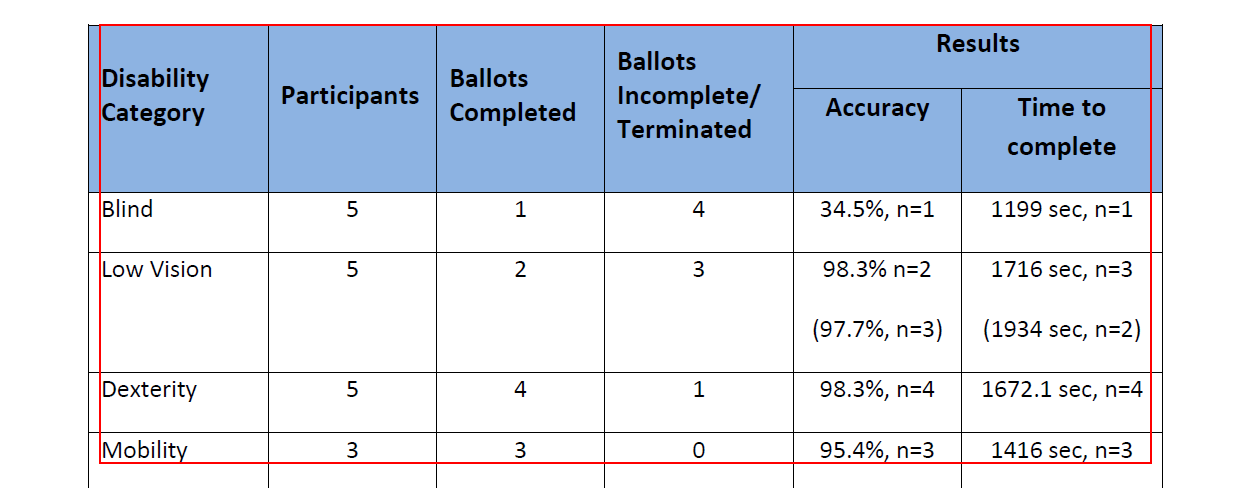 Results
Disability
Category
Participants
Ballots
Completed
Ballots
Incomplete/
Terminated
Accuracy
Time to
complete
Blind 5 1 4 34.5%, n=1 1199 sec, n=1
Low Vision 5 2 3 98.3% n=2 1716 sec, n=3
(97.7%, n=3) (1934 sec, n=2)
Dexterity 5 4 1 98.3%, n=4 1672.1 sec, n=4
Mobility 3 3 0 95.4%, n=3 1416 sec, n=3